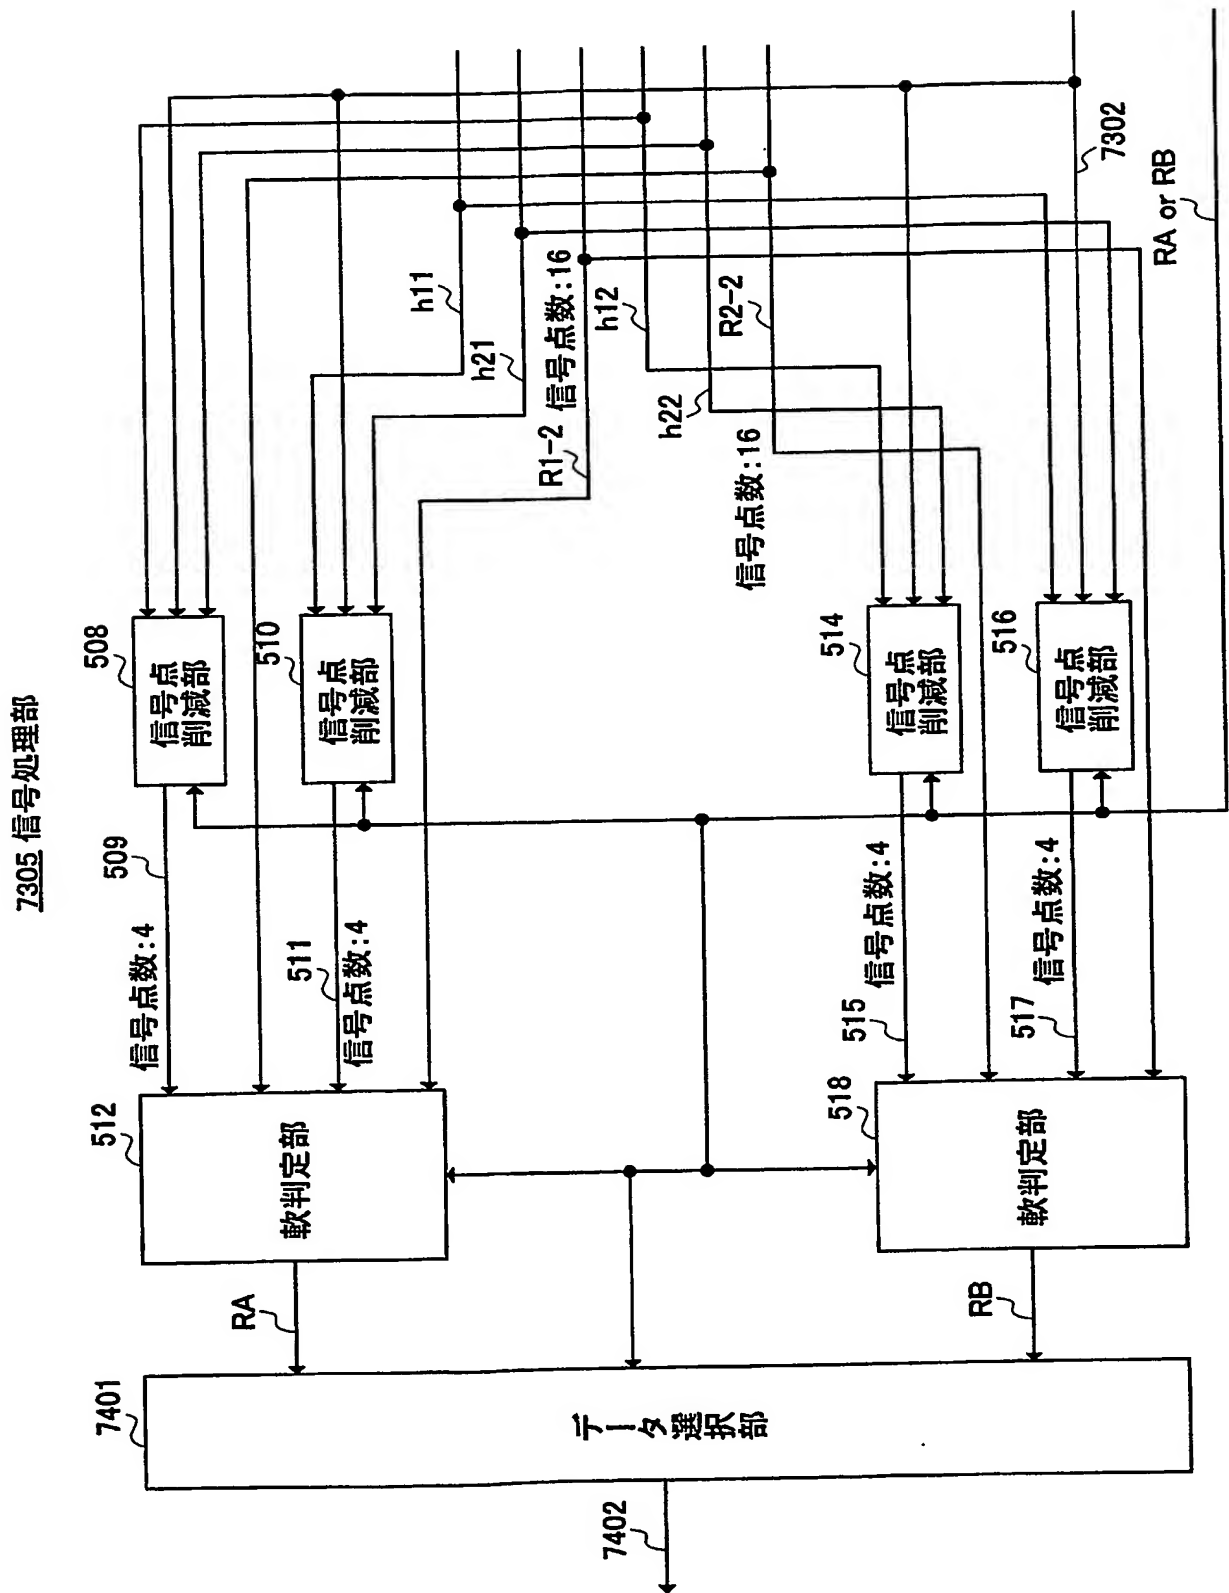 7305 信号処理部
508
信号点
削減部
509
信号点数:4
510
信号点
削減部
511
信号点数:4
512
軟判定部
RA
h11
h21
R1-2
信号点数:16
h12
h22
R2-2
信号点数:16
514
信号点
削減部
515
信号点数:4
516
信号点
削減部
517
信号点数:4
518
軟判定部
RB
7302
RA or RB
7401
データ選択部
7402